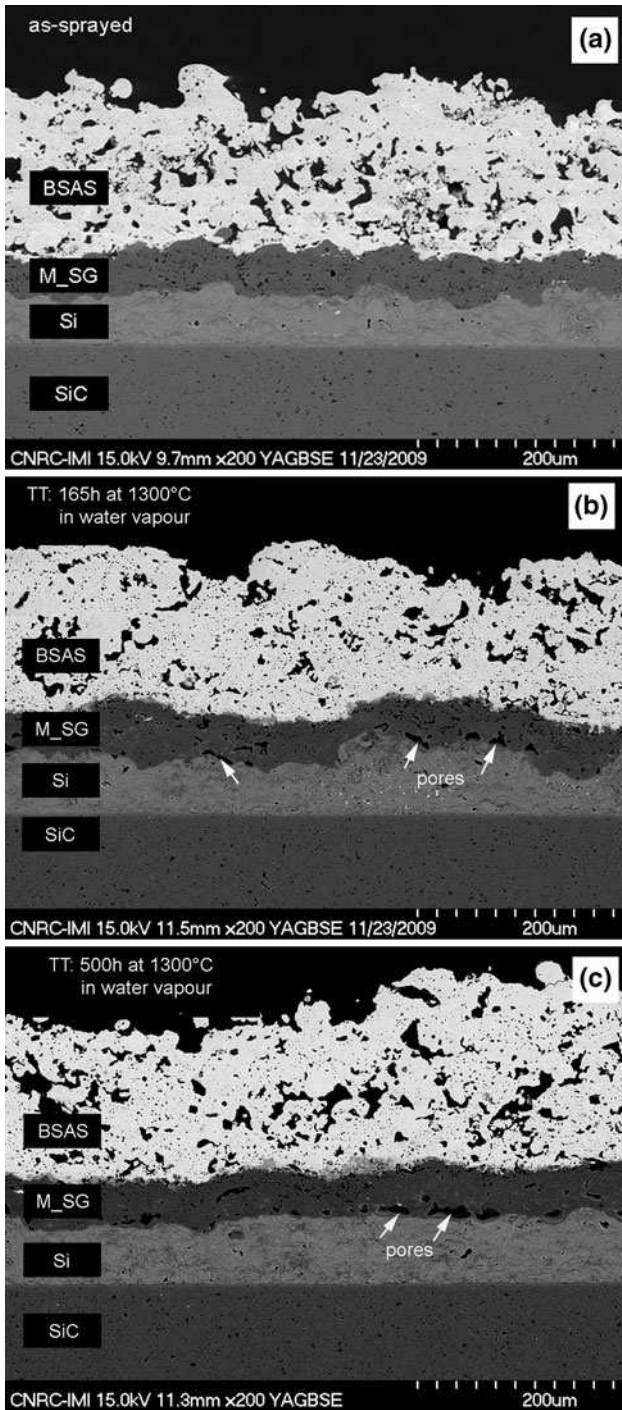 as-sprayed
(a)
BSAS
M_SG
Si
SiC
CNRC-IMI 15.0kV 9.7mm x200 YAGBSE 11/23/2009
200um
TT: 165h at 1300°C
in water vapour
(b)
BSAS
M_SG
Si
pores
SiC
CNRC-IMI 15.0kV 11.5mm x200 YAGBSE 11/23/2009
200um
TT: 500h at 1300°C
in water vapour
(c)
BSAS
M_SG
pores
Si
SiC
CNRC-IMI 15.0kV 11.3mm x200 YAGBSE
200um